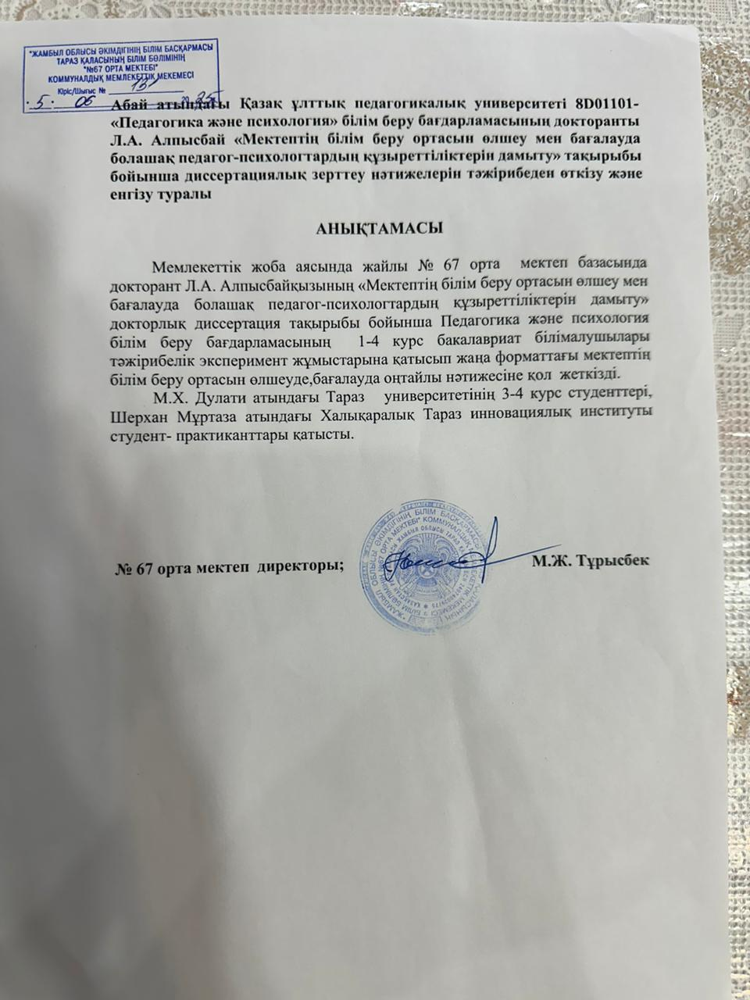 "ЖАМБЫЛ ОБЛЫСЫ ӘКІМДІГІНІҢ БІЛІМ БАСҚАРМАСЫ
ТАРАЗ ҚАЛАСЫНЫҢ БІЛІМ БӨЛІМІНІҢ
"№67 ОРТА МЕКТЕБІ"
КОММУНАЛДЫҚ МЕМЛЕКЕТТІК МЕКЕМЕСІ
Кіріс/Шығыс №
5. 06 2025
Абай атындағы Қазақ ұлттық педагогикалық университеті 8D01101-
«Педагогика және психология» білім беру бағдарламасының докторанты
Л.А. Алпысбай «Мектептің білім беру ортасын өлшеу мен бағалауда
болашақ педагог-психологтардың құзыреттіліктерін дамыту» тақырыбы
бойынша диссертациялық зерттеу нәтижелерін тәжірибеден өткізу және
енгізу туралы
АНЫҚТАМАСЫ
Мемлекеттік жоба аясында жайлы № 67 орта мектеп базасында
докторант Л.А. Алпысбайқызының «Мектептің білім беру ортасын өлшеу мен
бағалауда болашақ педагог-психологтардың құзыреттіліктерін дамыту»
докторлық диссертация тақырыбы бойынша Педагогика және психология
білім беру бағдарламасының 1-4 курс бакалавриат білімалушылары
тәжірибелік эксперимент жұмыстарына қатысып жаңа форматтағы мектептің
білім беру ортасын өлшеуде,бағалауда оңтайлы нәтижесіне қол жеткізді.
М.Х. Дулати атындағы Тараз университетінің 3-4 курс студенттері,
Шерхан Мұртаза атындағы Халықаралық Тараз инновациялық институты
студент- практиканттары қатысты.
№ 67 орта мектеп директоры;
М.Ж. Тұрысбек